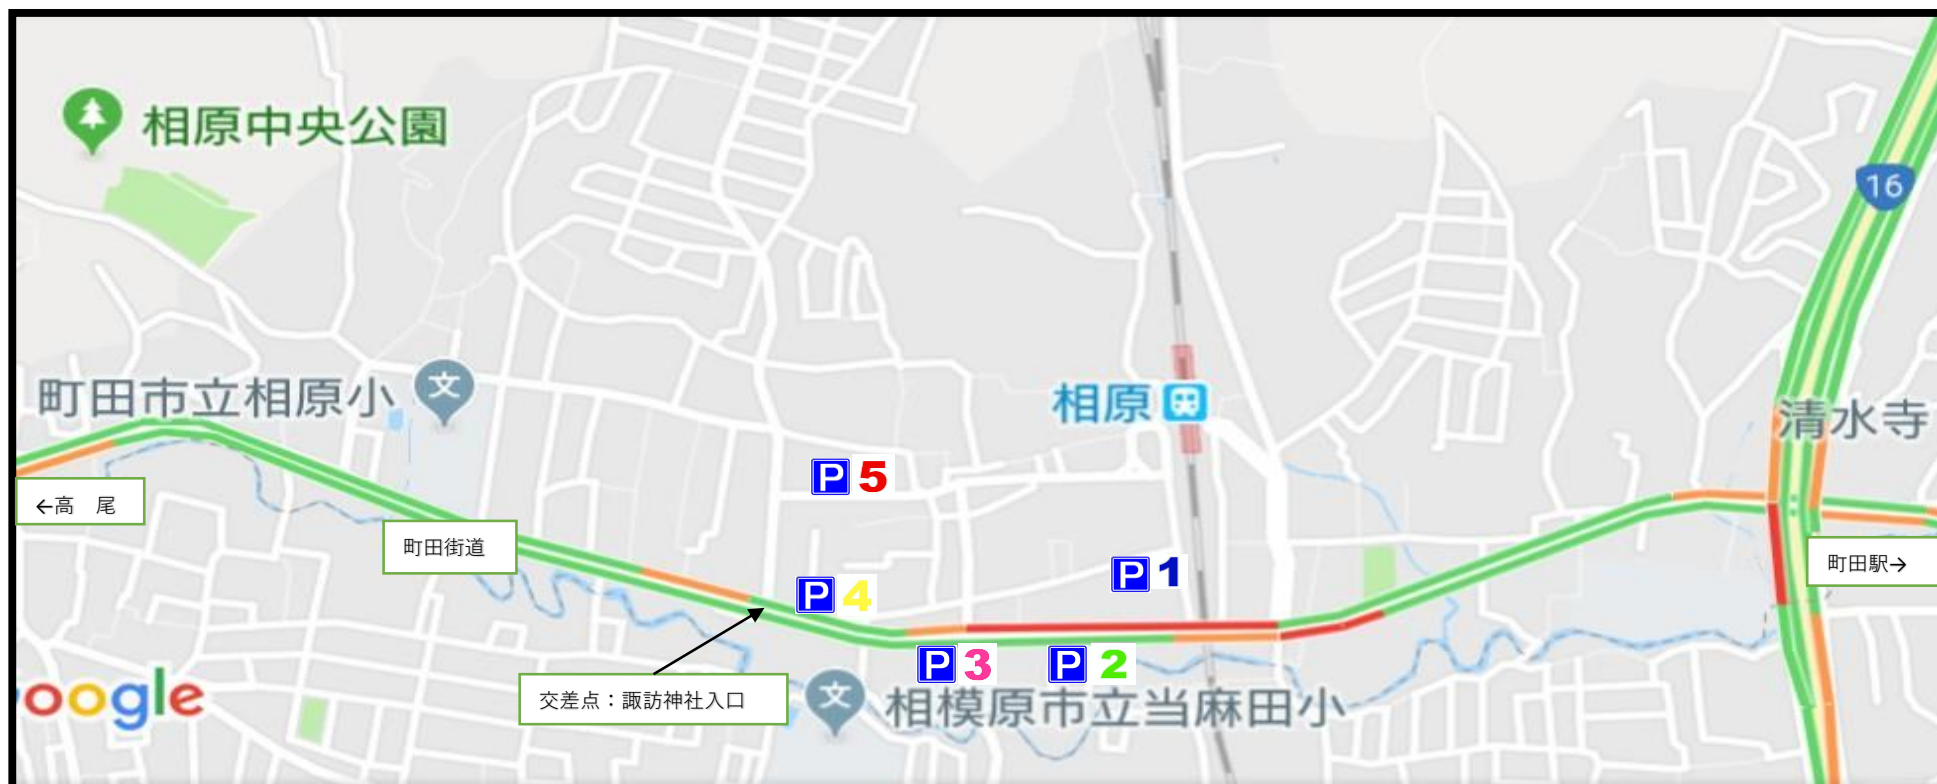 16
相原中央公園
町田市立相原小
文
相原
清水寺
P 5
←高　尾
町田街道
P 1
町田駅→
P 4
P 3
P 2
交差点：諏訪神社入口
文
相模原市立当麻田小
oogle